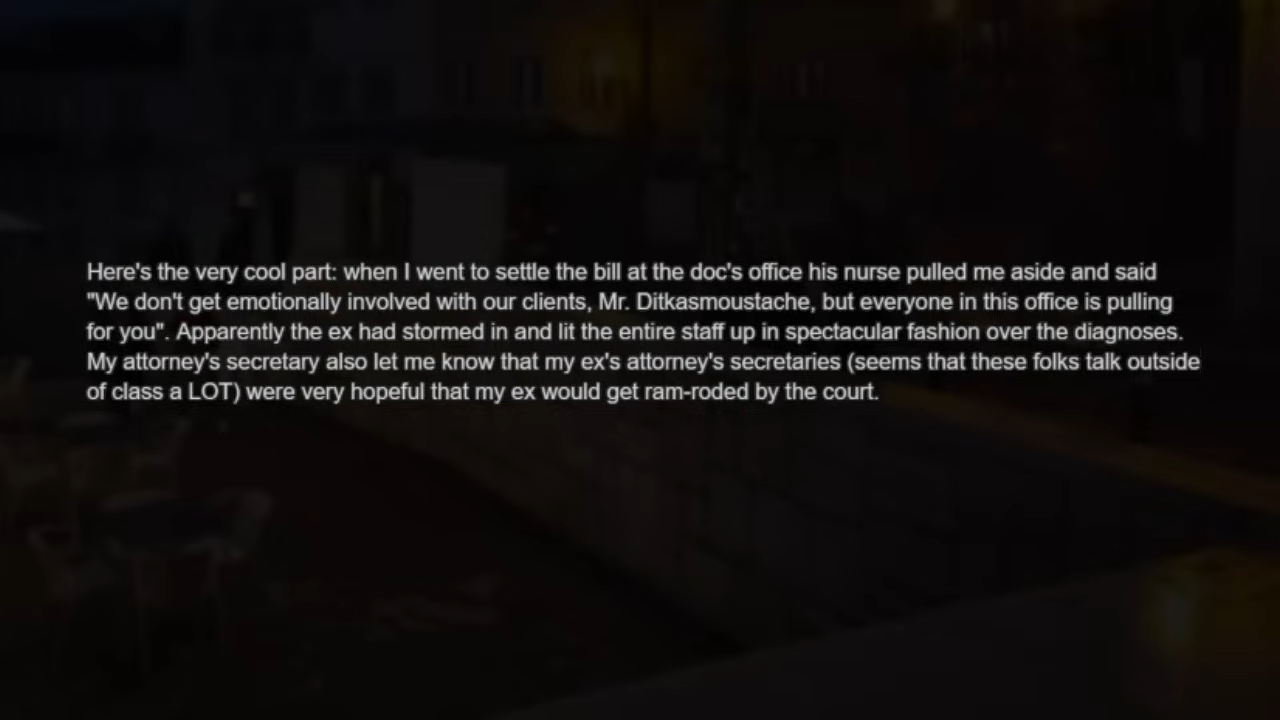 Here's the very cool part: when I went to settle the bill at the doc's office his nurse pulled me aside and said
"We don't get emotionally involved with our clients, Mr. Ditkasmoustache, but everyone in this office is pulling
for you". Apparently the ex had stormed in and lit the entire staff up in spectacular fashion over the diagnoses.
My attorney's secretary also let me know that my ex's attorney's secretaries (seems that these folks talk outside
of class a LOT) were very hopeful that my ex would get ram-roded by the court.